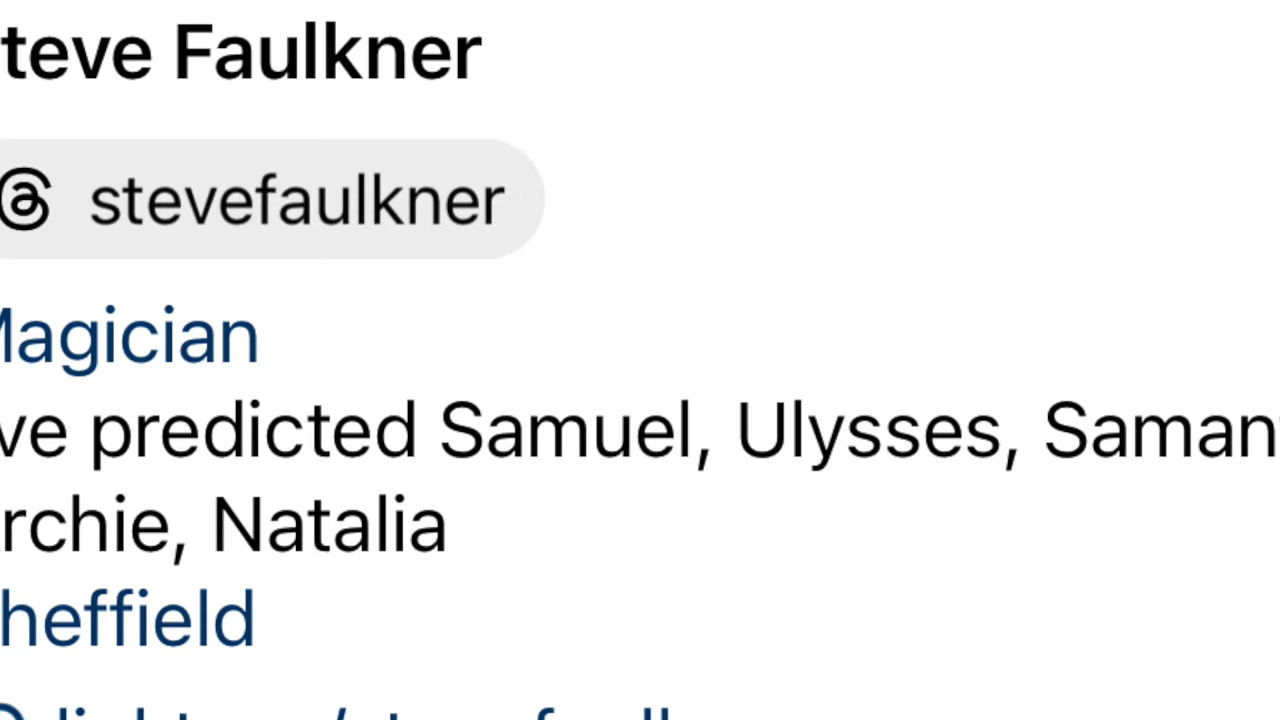 teve Faulkner
stevefaulkner
Magician
ve predicted Samuel, Ulysses, Saman
rchie, Natalia
heffield